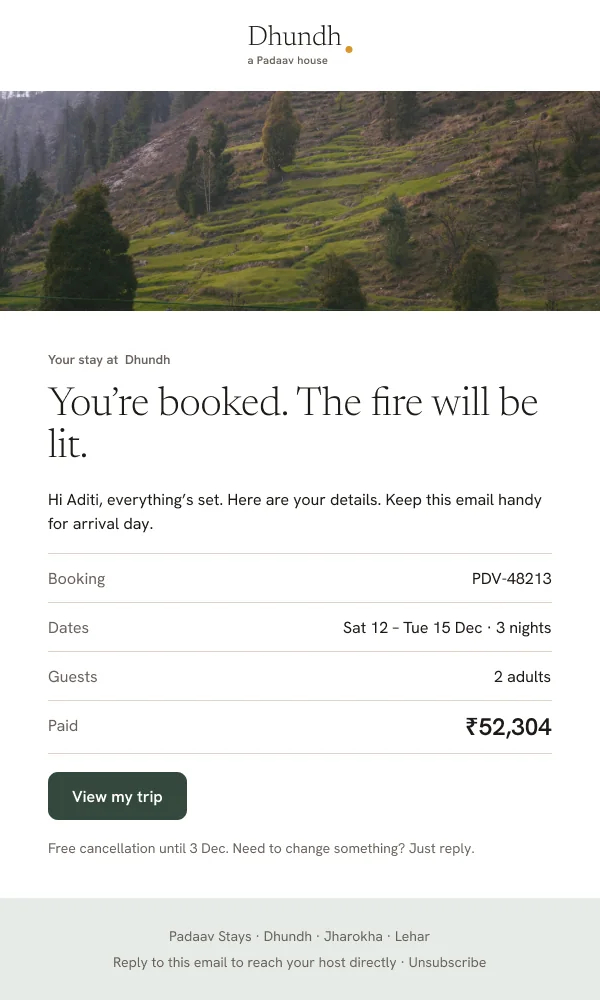 Dhundh
a Padaav house
Your stay at Dhundh
You’re booked. The fire will be
lit.
Hi Aditi, everything’s set. Here are your details. Keep this email handy
for arrival day.
Booking PDV-48213
Dates Sat 12 – Tue 15 Dec · 3 nights
Guests 2 adults
Paid ₹52,304
View my trip
Free cancellation until 3 Dec. Need to change something? Just reply.
Padaav Stays · Dhundh · Jharokha · Lehar
Reply to this email to reach your host directly · Unsubscribe